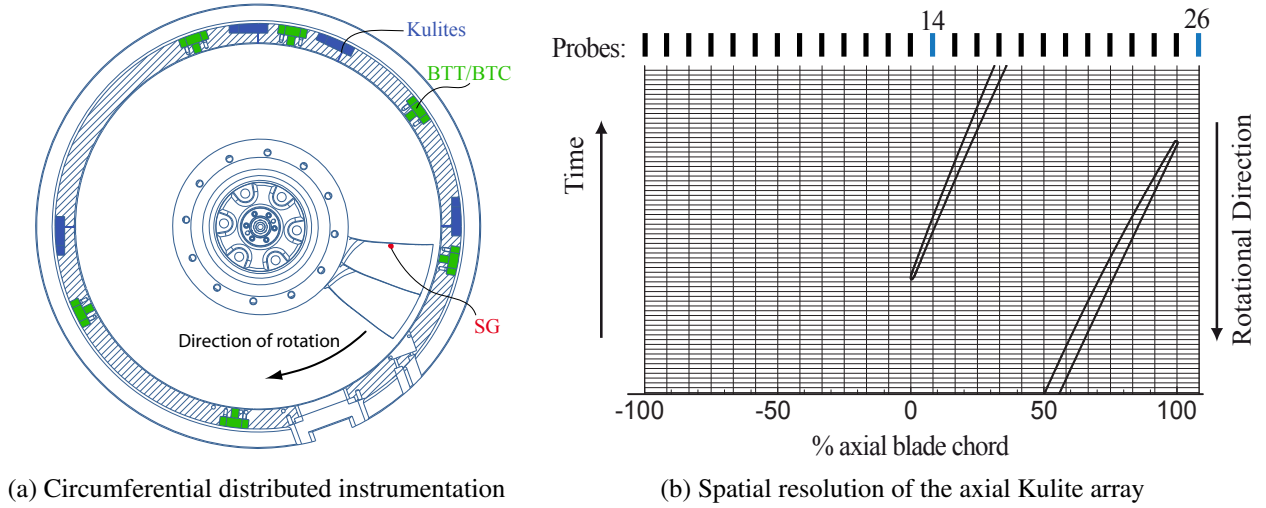 Kulites
BTT/BTC
SG
Direction of rotation
(a) Circumferential distributed instrumentation
14
26
Probes:
Time
Rotational Direction
-100
-50
0
50
100
% axial blade chord
(b) Spatial resolution of the axial Kulite array